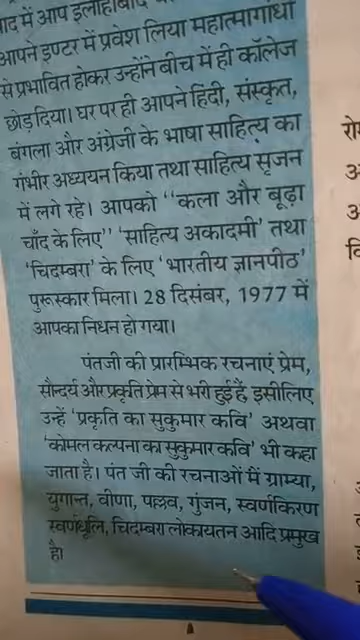 बाद में आप इलाहाबाद
आपने इण्टर में प्रवेश लिया महात्मागांधी
से प्रभावित होकर उन्होंने बीच में ही कॉलेज
छोड़ दिया। घर पर ही आपने हिंदी, संस्कृत,
बंगला और अंग्रेजी के भाषा साहित्य का
गंभीर अध्ययन किया तथा साहित्य सृजन
में लगे रहे। आपको “कला और बूढ़ा
चाँद के लिए” ‘साहित्य अकादमी’ तथा
‘चिदम्बरा’ के लिए ‘भारतीय ज्ञानपीठ’
पुरूस्कार मिला। 28 दिसंबर, 1977 में
आपका निधन हो गया।
पंतजी की प्रारम्भिक रचनाएं प्रेम,
सौन्दर्य और प्रकृति प्रेम से भरी हुई हैं, इसीलिए
उन्हें ‘प्रकृति का सुकुमार कवि’ अथवा
‘कोमल कल्पना का सुकुमार कवि’ भी कहा
जाता है। पंत जी की रचनाओं में ग्राम्या,
युगान्त, वीणा, पल्लव, गुंजन, स्वर्णकिरण
स्वर्णधूलि, चिदम्बरा लोकायतन आदि प्रमुख
है।